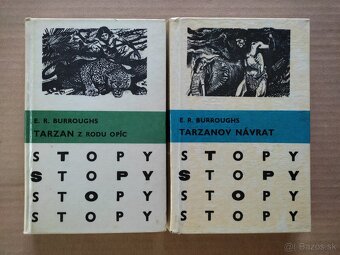 E. R. BURROUGHS
TARZAN Z RODU OPÍC
STOPY
STOPY
STOPY
STOPY
E. R. BURROUGHS
TARZANOV NÁVRAT
STOPY
STOPY
STOPY
STOPY
Bazos.sk